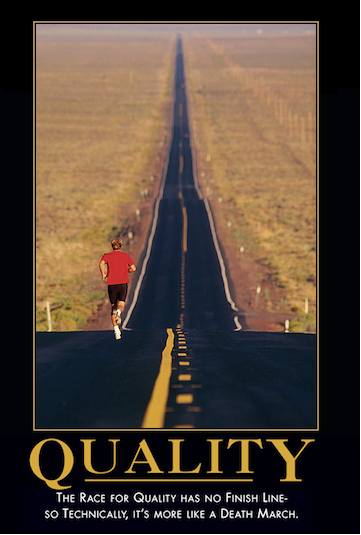 QUALITY
THE RACE FOR QUALITY HAS NO FINISH LINE-
SO TECHNICALLY, IT'S MORE LIKE A DEATH MARCH.